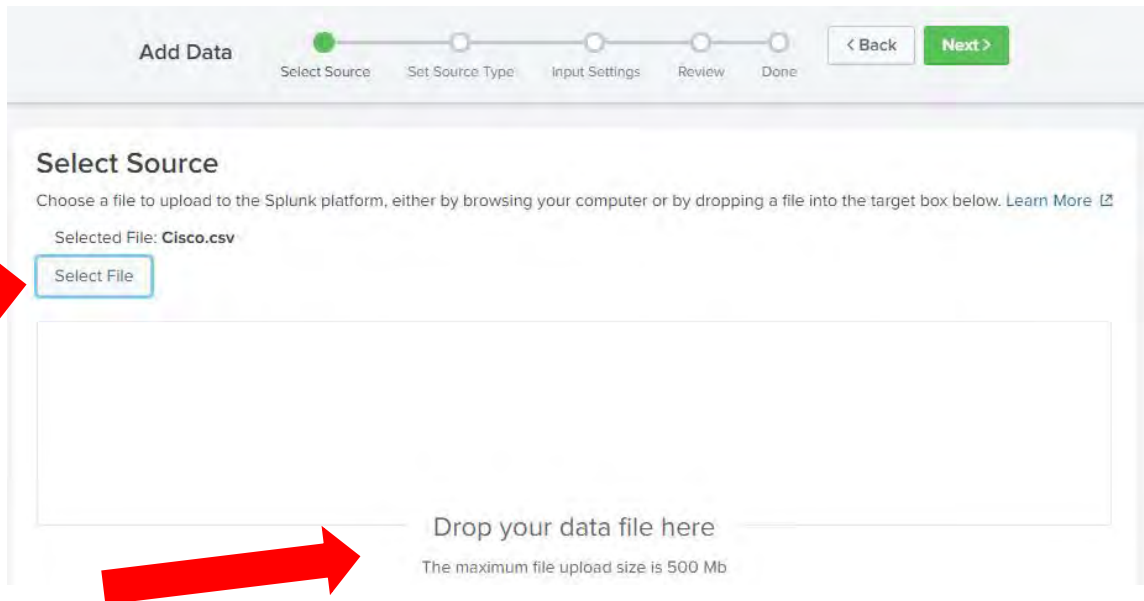 Add Data
Select Source
Set Source Type
Input Settings
Review
Done
< Back
Next >
Select Source
Choose a file to upload to the Splunk platform, either by browsing your computer or by dropping a file into the target box below. Learn More
Selected File: Cisco.csv
Select File
Drop your data file here
The maximum file upload size is 500 Mb